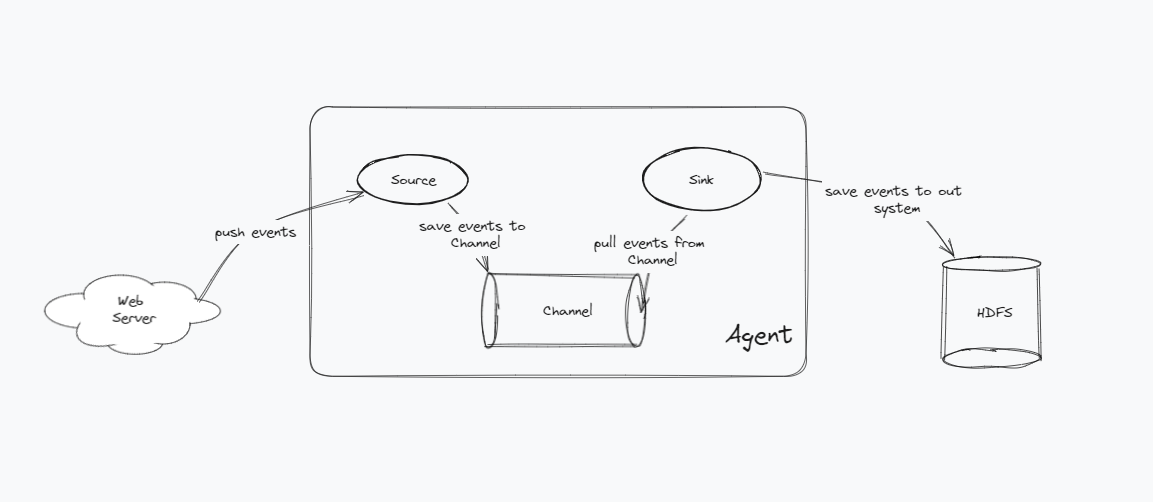 Source
Sink
save events to out
system
push events
save events to
Channel
pull events from
Channel
Web
Server
Channel
HDFS
Agent